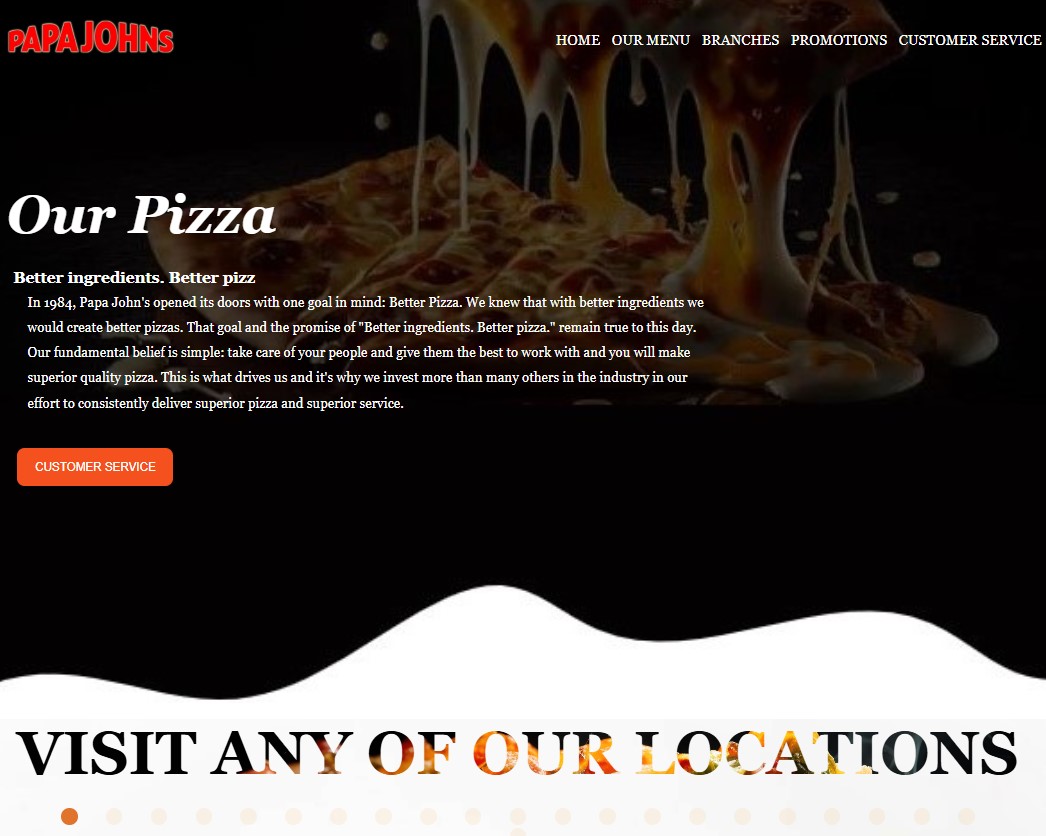 PAPA JOHNS
HOME OUR MENU BRANCHES PROMOTIONS CUSTOMER SERVICE
Our Pizza
Better ingredients. Better pizz
In 1984, Papa John's opened its doors with one goal in mind: Better Pizza. We knew that with better ingredients we
would create better pizzas. That goal and the promise of "Better ingredients. Better pizza." remain true to this day.
Our fundamental belief is simple: take care of your people and give them the best to work with and you will make
superior quality pizza. This is what drives us and it's why we invest more than many others in the industry in our
effort to consistently deliver superior pizza and superior service.
CUSTOMER SERVICE
VISIT ANY OF OUR LOCATIONS